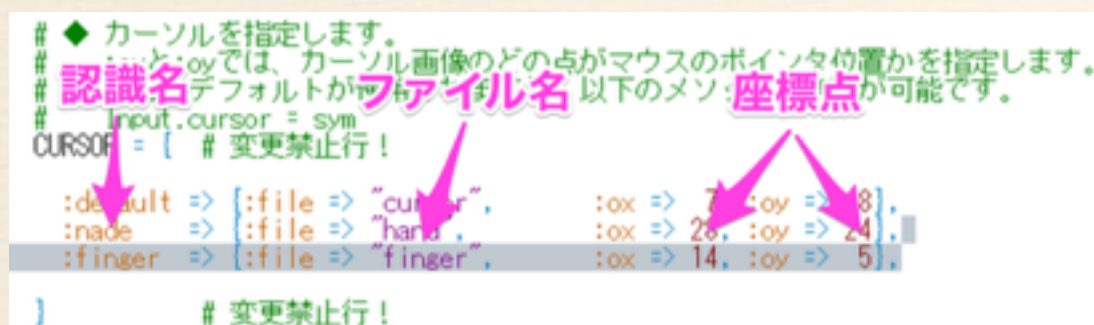 # ◆ カーソルを指定します。
# :oyでは、カーソル画像のどの点がマウスのポインタ位置かを指定します。
# デフォルトが 以下のメソ が可能です。
認識名 ファイル名 座標点
# Input.cursor = sym
CURSOR = { # 変更禁止行！
:default => {:file => "cursor", :ox => 7, :oy => 8},
:nade => {:file => "hand", :ox => 28, :oy => 24},
:finger => {:file => "finger", :ox => 14, :oy => 5},
} # 変更禁止行！